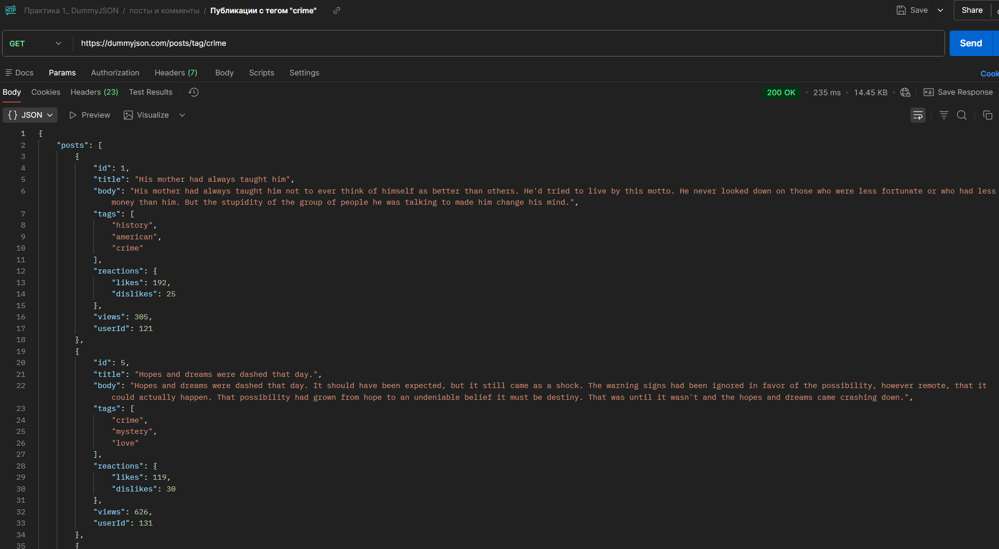 HTTP Практика 1_ DummyJSON / посты и комменты / Публикации с тегом "crime" Save Share
GET https://dummyjson.com/posts/tag/crime Send
Docs Params Authorization Headers (7) Body Scripts Settings Cook
Body Cookies Headers (23) Test Results 200 OK • 235 ms • 14.45 KB • e.g. Save Response
{} JSON Preview Visualize
1 {
2 "posts": [
3 {
4 "id": 1,
5 "title": "His mother had always taught him",
6 "body": "His mother had always taught him not to ever think of himself as better than others. He'd tried to live by this motto. He never looked down on those who were less fortunate or who had less
money than him. But the stupidity of the group of people he was talking to made him change his mind.",
7 "tags": [
8 "history",
9 "american",
10 "crime"
11 ],
12 "reactions": {
13 "likes": 192,
14 "dislikes": 25
15 },
16 "views": 305,
17 "userId": 121
18 },
19 {
20 "id": 5,
21 "title": "Hopes and dreams were dashed that day.",
22 "body": "Hopes and dreams were dashed that day. It should have been expected, but it still came as a shock. The warning signs had been ignored in favor of the possibility, however remote, that it
could actually happen. That possibility had grown from hope to an undeniable belief it must be destiny. That was until it wasn't and the hopes and dreams came crashing down.",
23 "tags": [
24 "crime",
25 "mystery",
26 "love"
27 ],
28 "reactions": {
29 "likes": 119,
30 "dislikes": 30
31 },
32 "views": 626,
33 "userId": 131
34 },
35 {